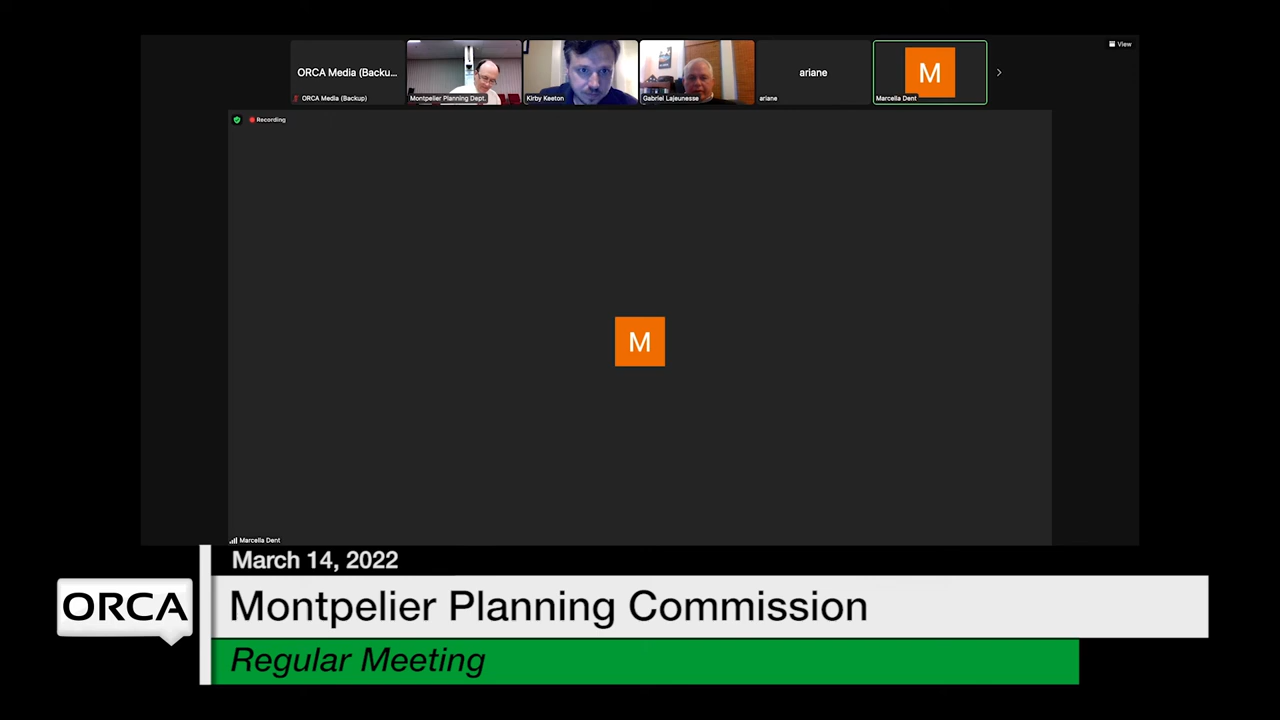 View
ORCA Media (Backu...
ariane
M
ORCA Media (Backup)
Montpelier Planning Dept.
Kirby Keeton
Gabriel Lajeunesse
ariane
Marcella Dent
Recording
M
Marcella Dent
March 14, 2022
ORCA
Montpelier Planning Commission
Regular Meeting